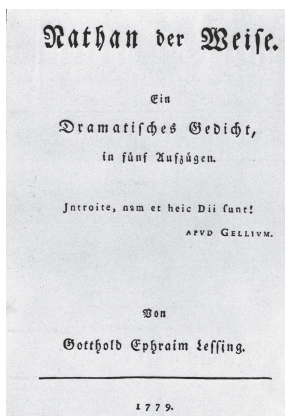 Nathan der Weise.
Ein
Dramatisches Gedicht,
in fünf Aufzügen.
Jntroite, nam et heic Dii sunt!
APVD GELLIVM.
Von
Gotthold Ephraim Lessing.
1779.